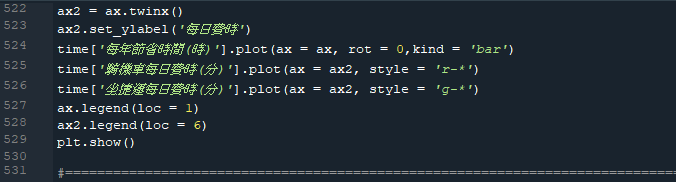 522 ax2 = ax.twinx()
523 ax2.set_ylabel('每日費時')
524 time['每年節省時間(時)'].plot(ax = ax, rot = 0,kind = 'bar')
525 time['騎機車每日費時(分)'].plot(ax = ax2, style = 'r-*')
526 time['坐捷運每日費時(分)'].plot(ax = ax2, style = 'g-*')
527 ax.legend(loc = 1)
528 ax2.legend(loc = 6)
529 plt.show()
530
531 #==============================================================================